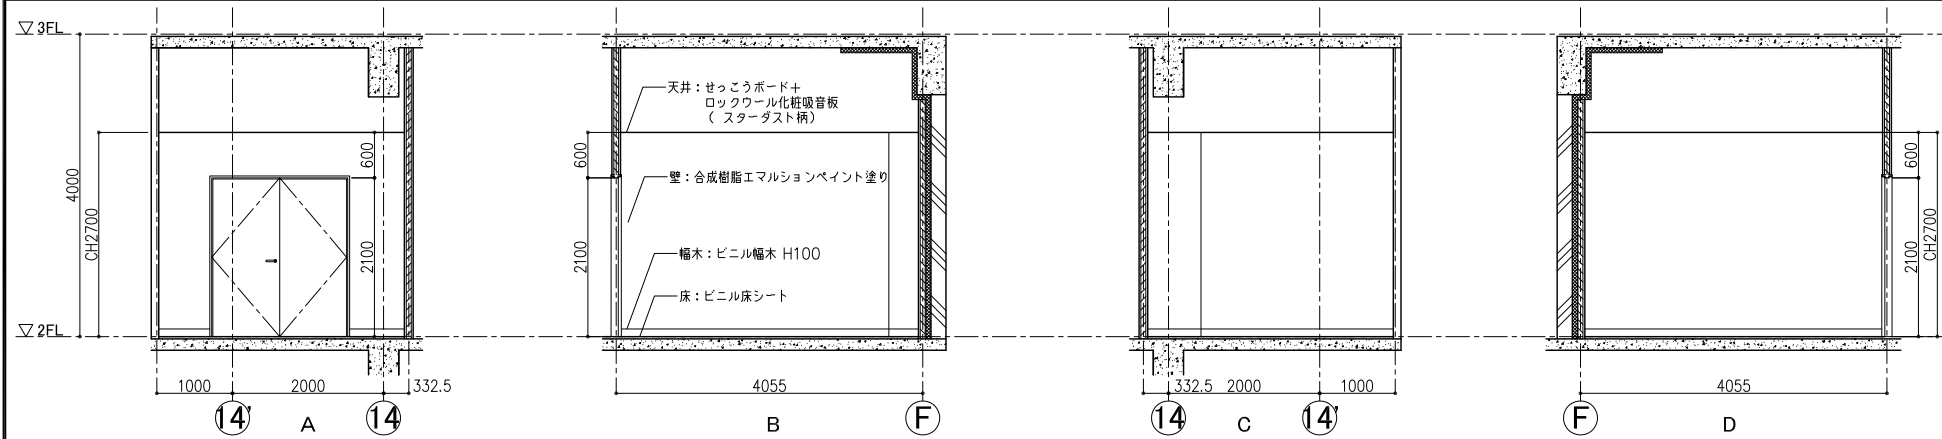 ▽3FL
4000
CH2700
600
2100
▽2FL
1000
2000
332.5
14'
14
A
天井：せっこうボード＋
ロックウール化粧吸音板
（ スターダスト柄）
壁：合成樹脂エマルションペイント塗り
幅木：ビニル幅木 H100
床：ビニル床シート
600
2100
4055
F
B
332.5
2000
1000
14
14'
C
600
2100
CH2700
4055
F
D